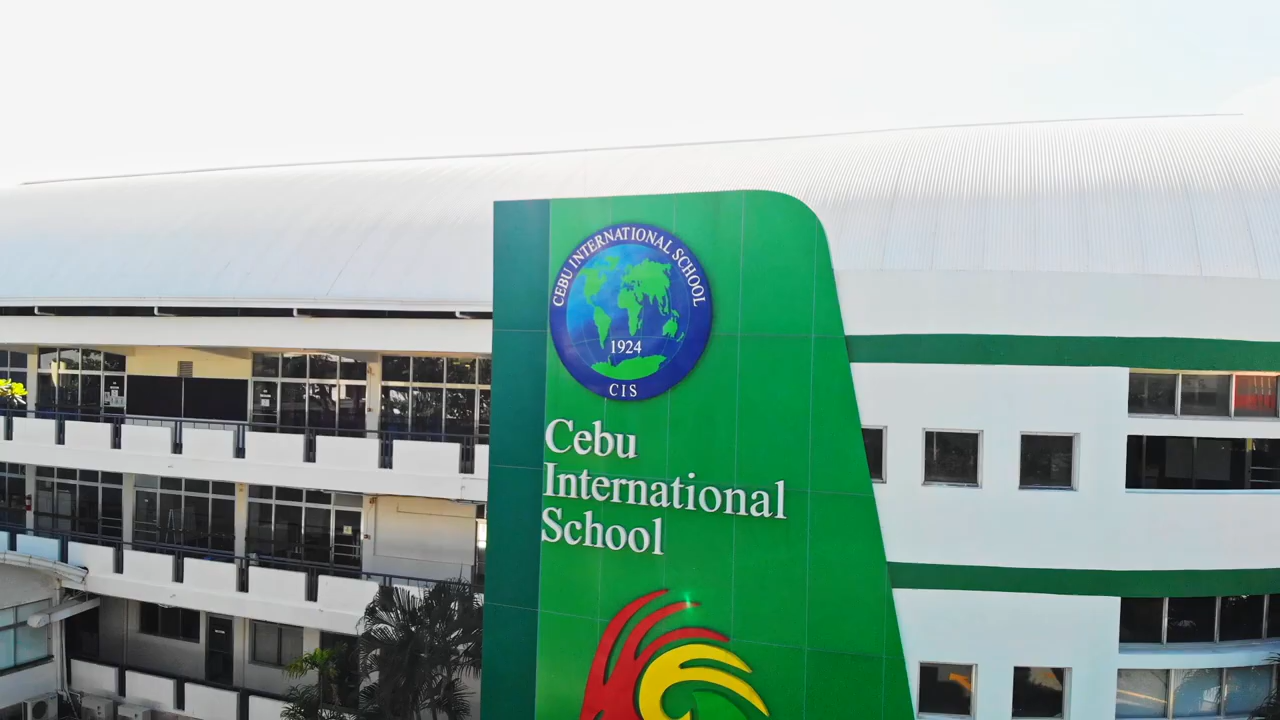 CEBU INTERNATIONAL SCHOOL
1924
CIS
Cebu
International
School